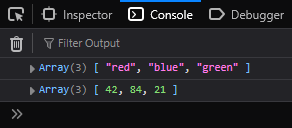 Inspector Console Debugger
Filter Output
Array(3) [ "red", "blue", "green" ]
Array(3) [ 42, 84, 21 ]